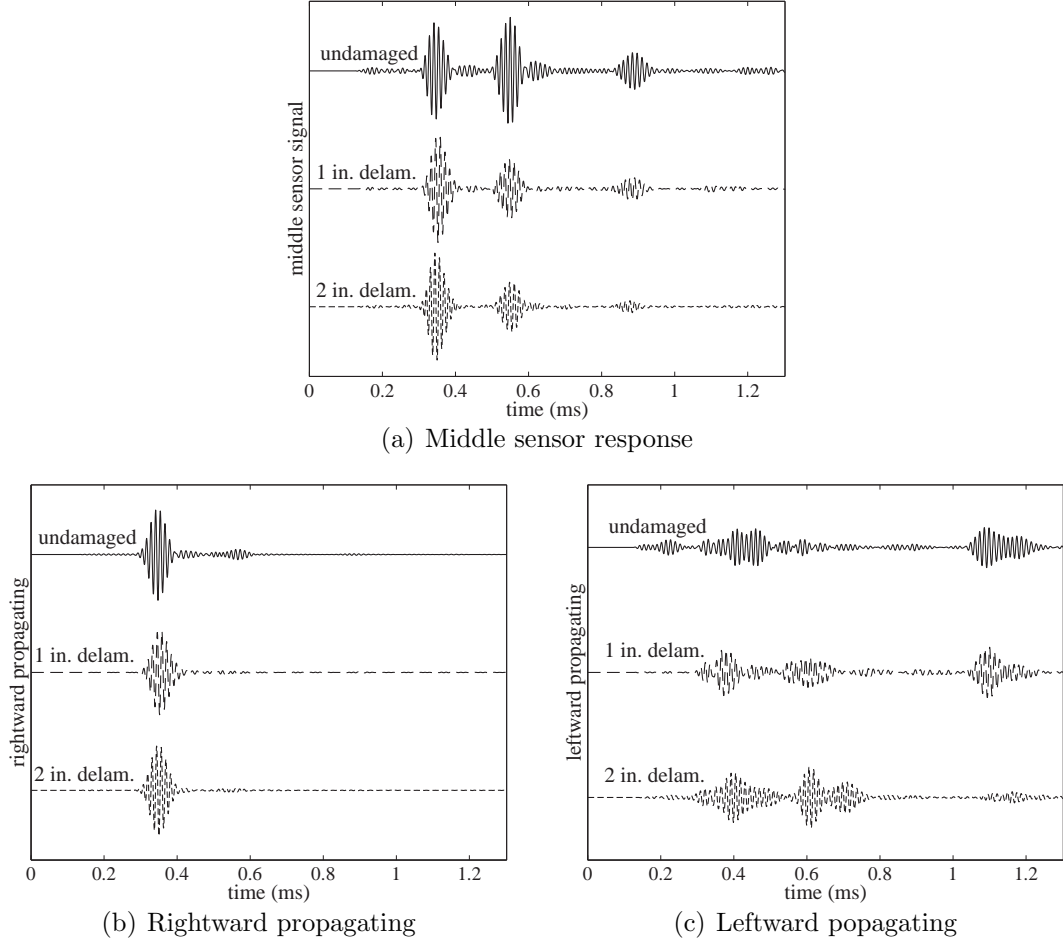 middle sensor signal
undamaged
1 in. delam.
2 in. delam.
0 0.2 0.4 0.6 0.8 1 1.2
time (ms)
(a) Middle sensor response
rightward propagating
undamaged
1 in. delam.
2 in. delam.
0 0.2 0.4 0.6 0.8 1 1.2
time (ms)
(b) Rightward propagating
leftward propagating
undamaged
1 in. delam.
2 in. delam.
0 0.2 0.4 0.6 0.8 1 1.2
time (ms)
(c) Leftward popagating